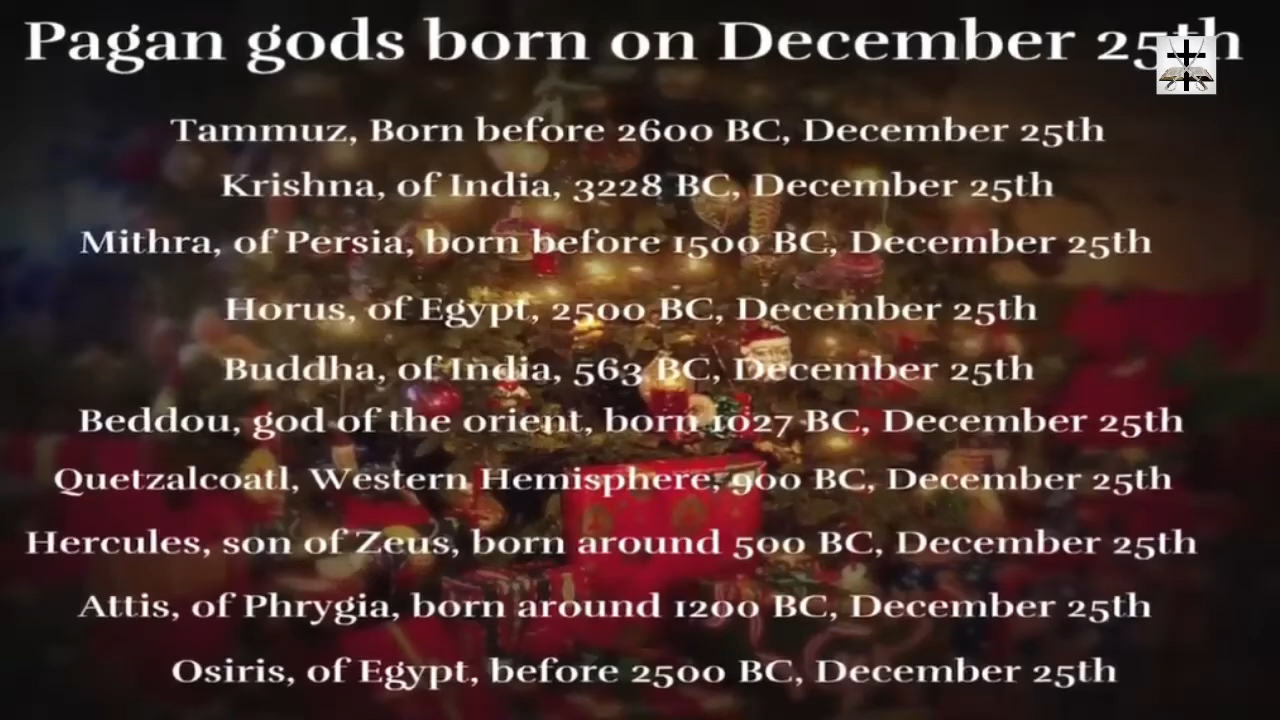 Pagan gods born on December 25th
Tammuz, Born before 2600 BC, December 25th
Krishna, of India, 3228 BC, December 25th
Mithra, of Persia, born before 1500 BC, December 25th
Horus, of Egypt, 2500 BC, December 25th
Buddha, of India, 563 BC, December 25th
Beddou, god of the orient, born 1027 BC, December 25th
Quetzalcoatl, Western Hemisphere, 900 BC, December 25th
Hercules, son of Zeus, born around 500 BC, December 25th
Attis, of Phrygia, born around 1200 BC, December 25th
Osiris, of Egypt, before 2500 BC, December 25th